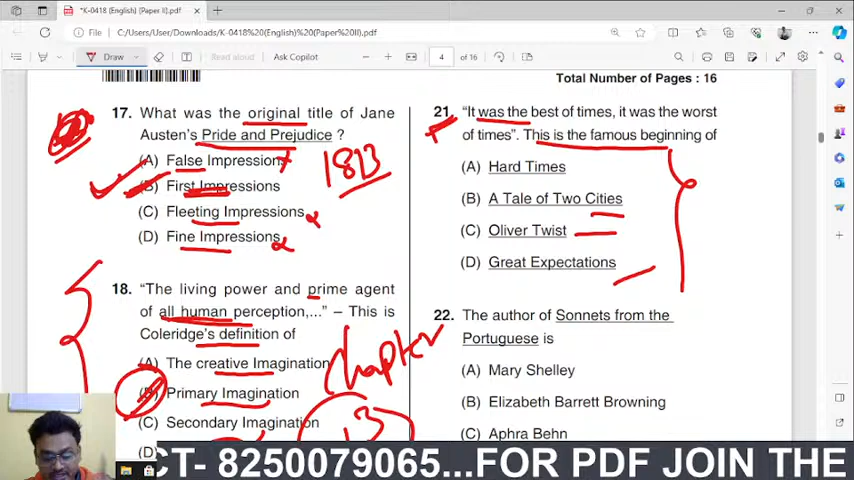 *K-0418 (English) (Paper II).pdf
File
C:/Users/User/Downloads/K-0418%20(English)%20(Paper%20II).pdf
Draw
Read aloud
Ask Copilot
4
of 16
Total Number of Pages : 16
17. What was the original title of Jane
Austen's Pride and Prejudice ?
(A) False Impressions
(B) First Impressions
(C) Fleeting Impressions
(D) Fine Impressions
1813
18. "The living power and prime agent
of all human perception,..." – This is
Coleridge's definition of
(A) The creative Imagination
(B) Primary Imagination
(C) Secondary Imagination
(D)
Chapter
13
21. "It was the best of times, it was the worst
of times". This is the famous beginning of
(A) Hard Times
(B) A Tale of Two Cities
(C) Oliver Twist
(D) Great Expectations
22. The author of Sonnets from the
Portuguese is
(A) Mary Shelley
(B) Elizabeth Barrett Browning
(C) Aphra Behn
CT- 8250079065...FOR PDF JOIN THE